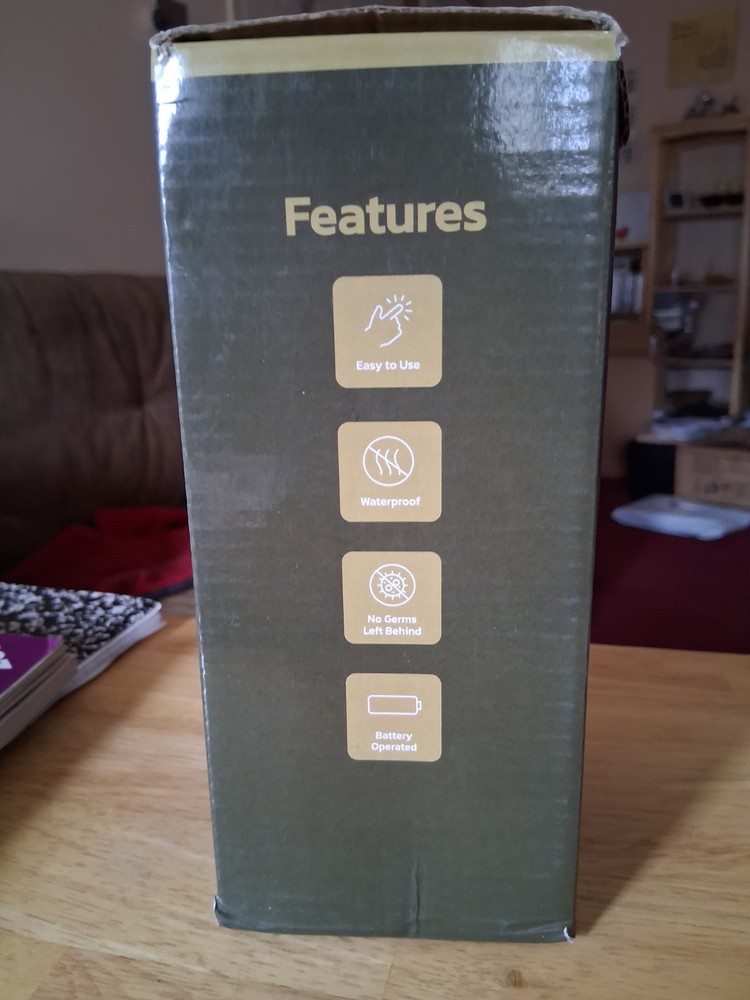 Features
Easy to Use
Waterproof
No Germs
Left Behind
Battery
Operated